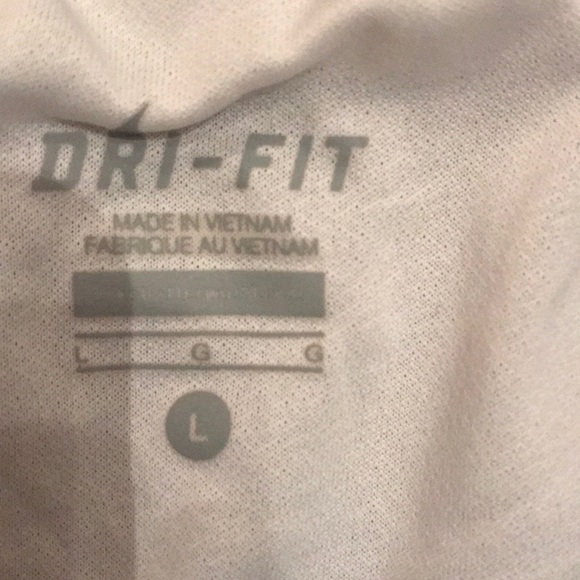 DRI-FIT
MADE IN VIETNAM
FABRIQUE AU VIETNAM
L G G
L